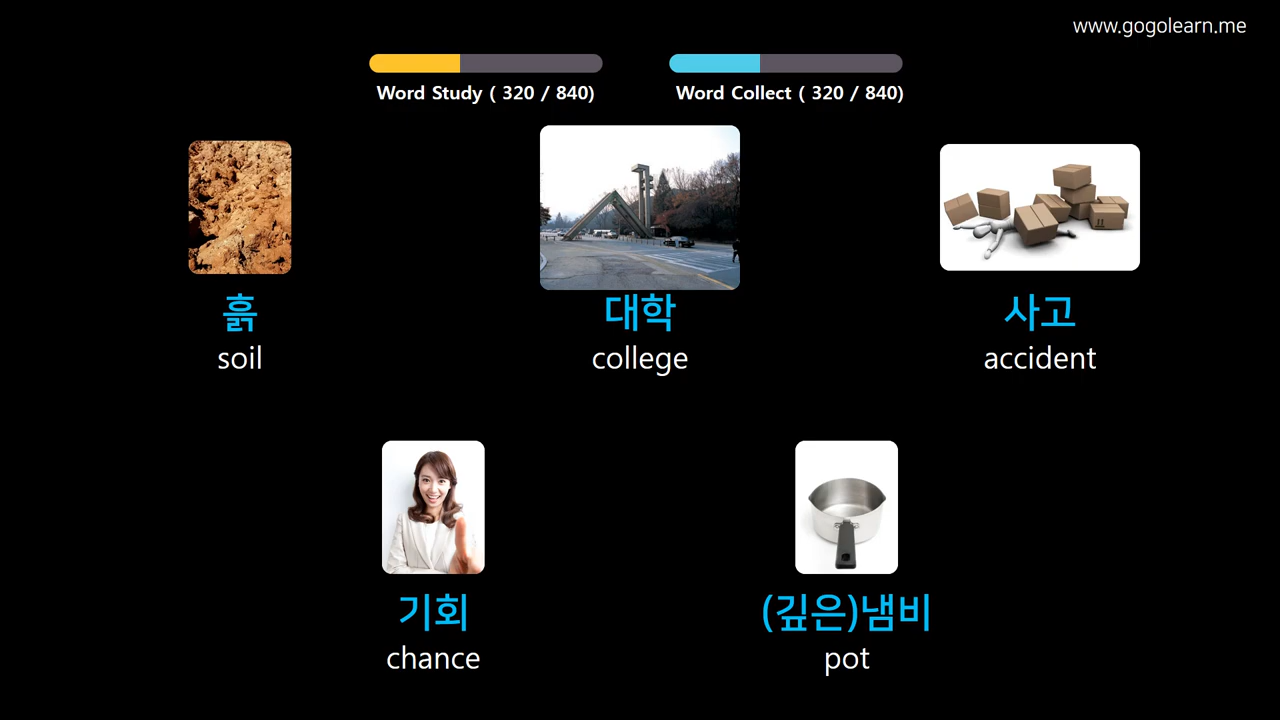 www.gogolearn.me
Word Study ( 320 / 840)
Word Collect ( 320 / 840)
흙
soil
대학
college
사고
accident
기회
chance
(깊은)냄비
pot